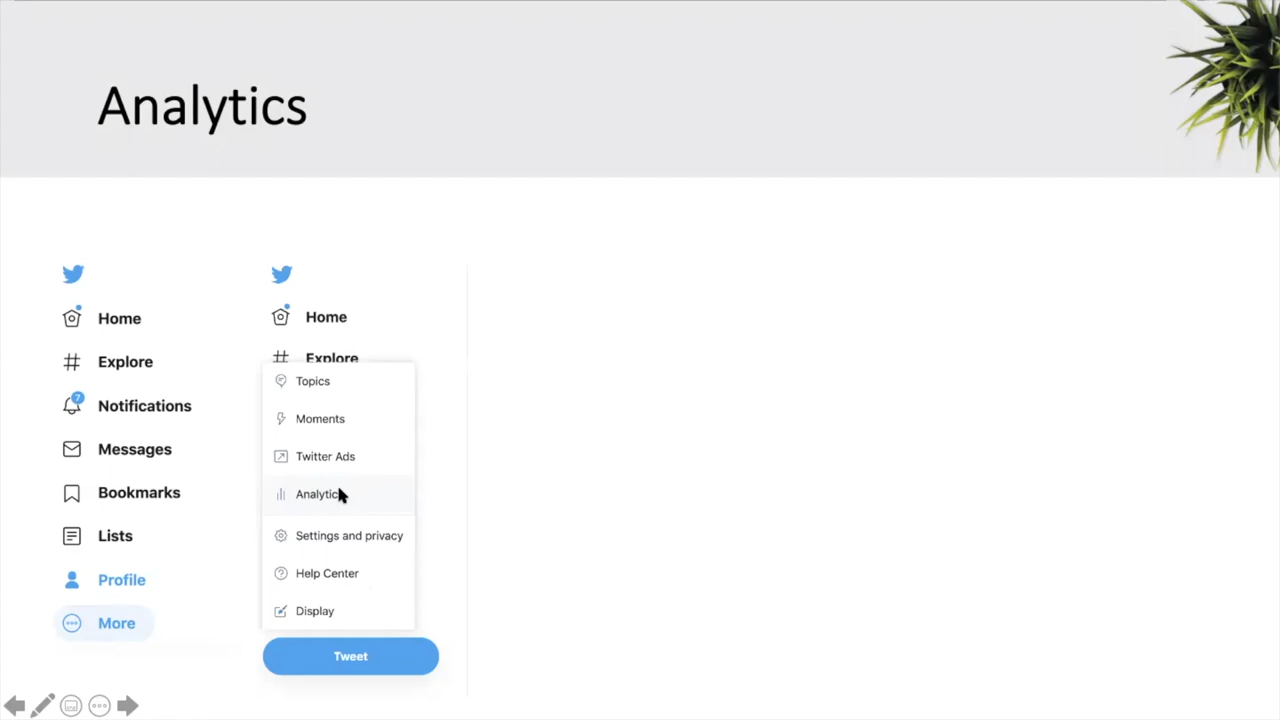 Analytics
Home
Explore
7
Notifications
Messages
Bookmarks
Lists
Profile
More
Home
Explore
Topics
Moments
Twitter Ads
Analytics
Settings and privacy
Help Center
Display
Tweet